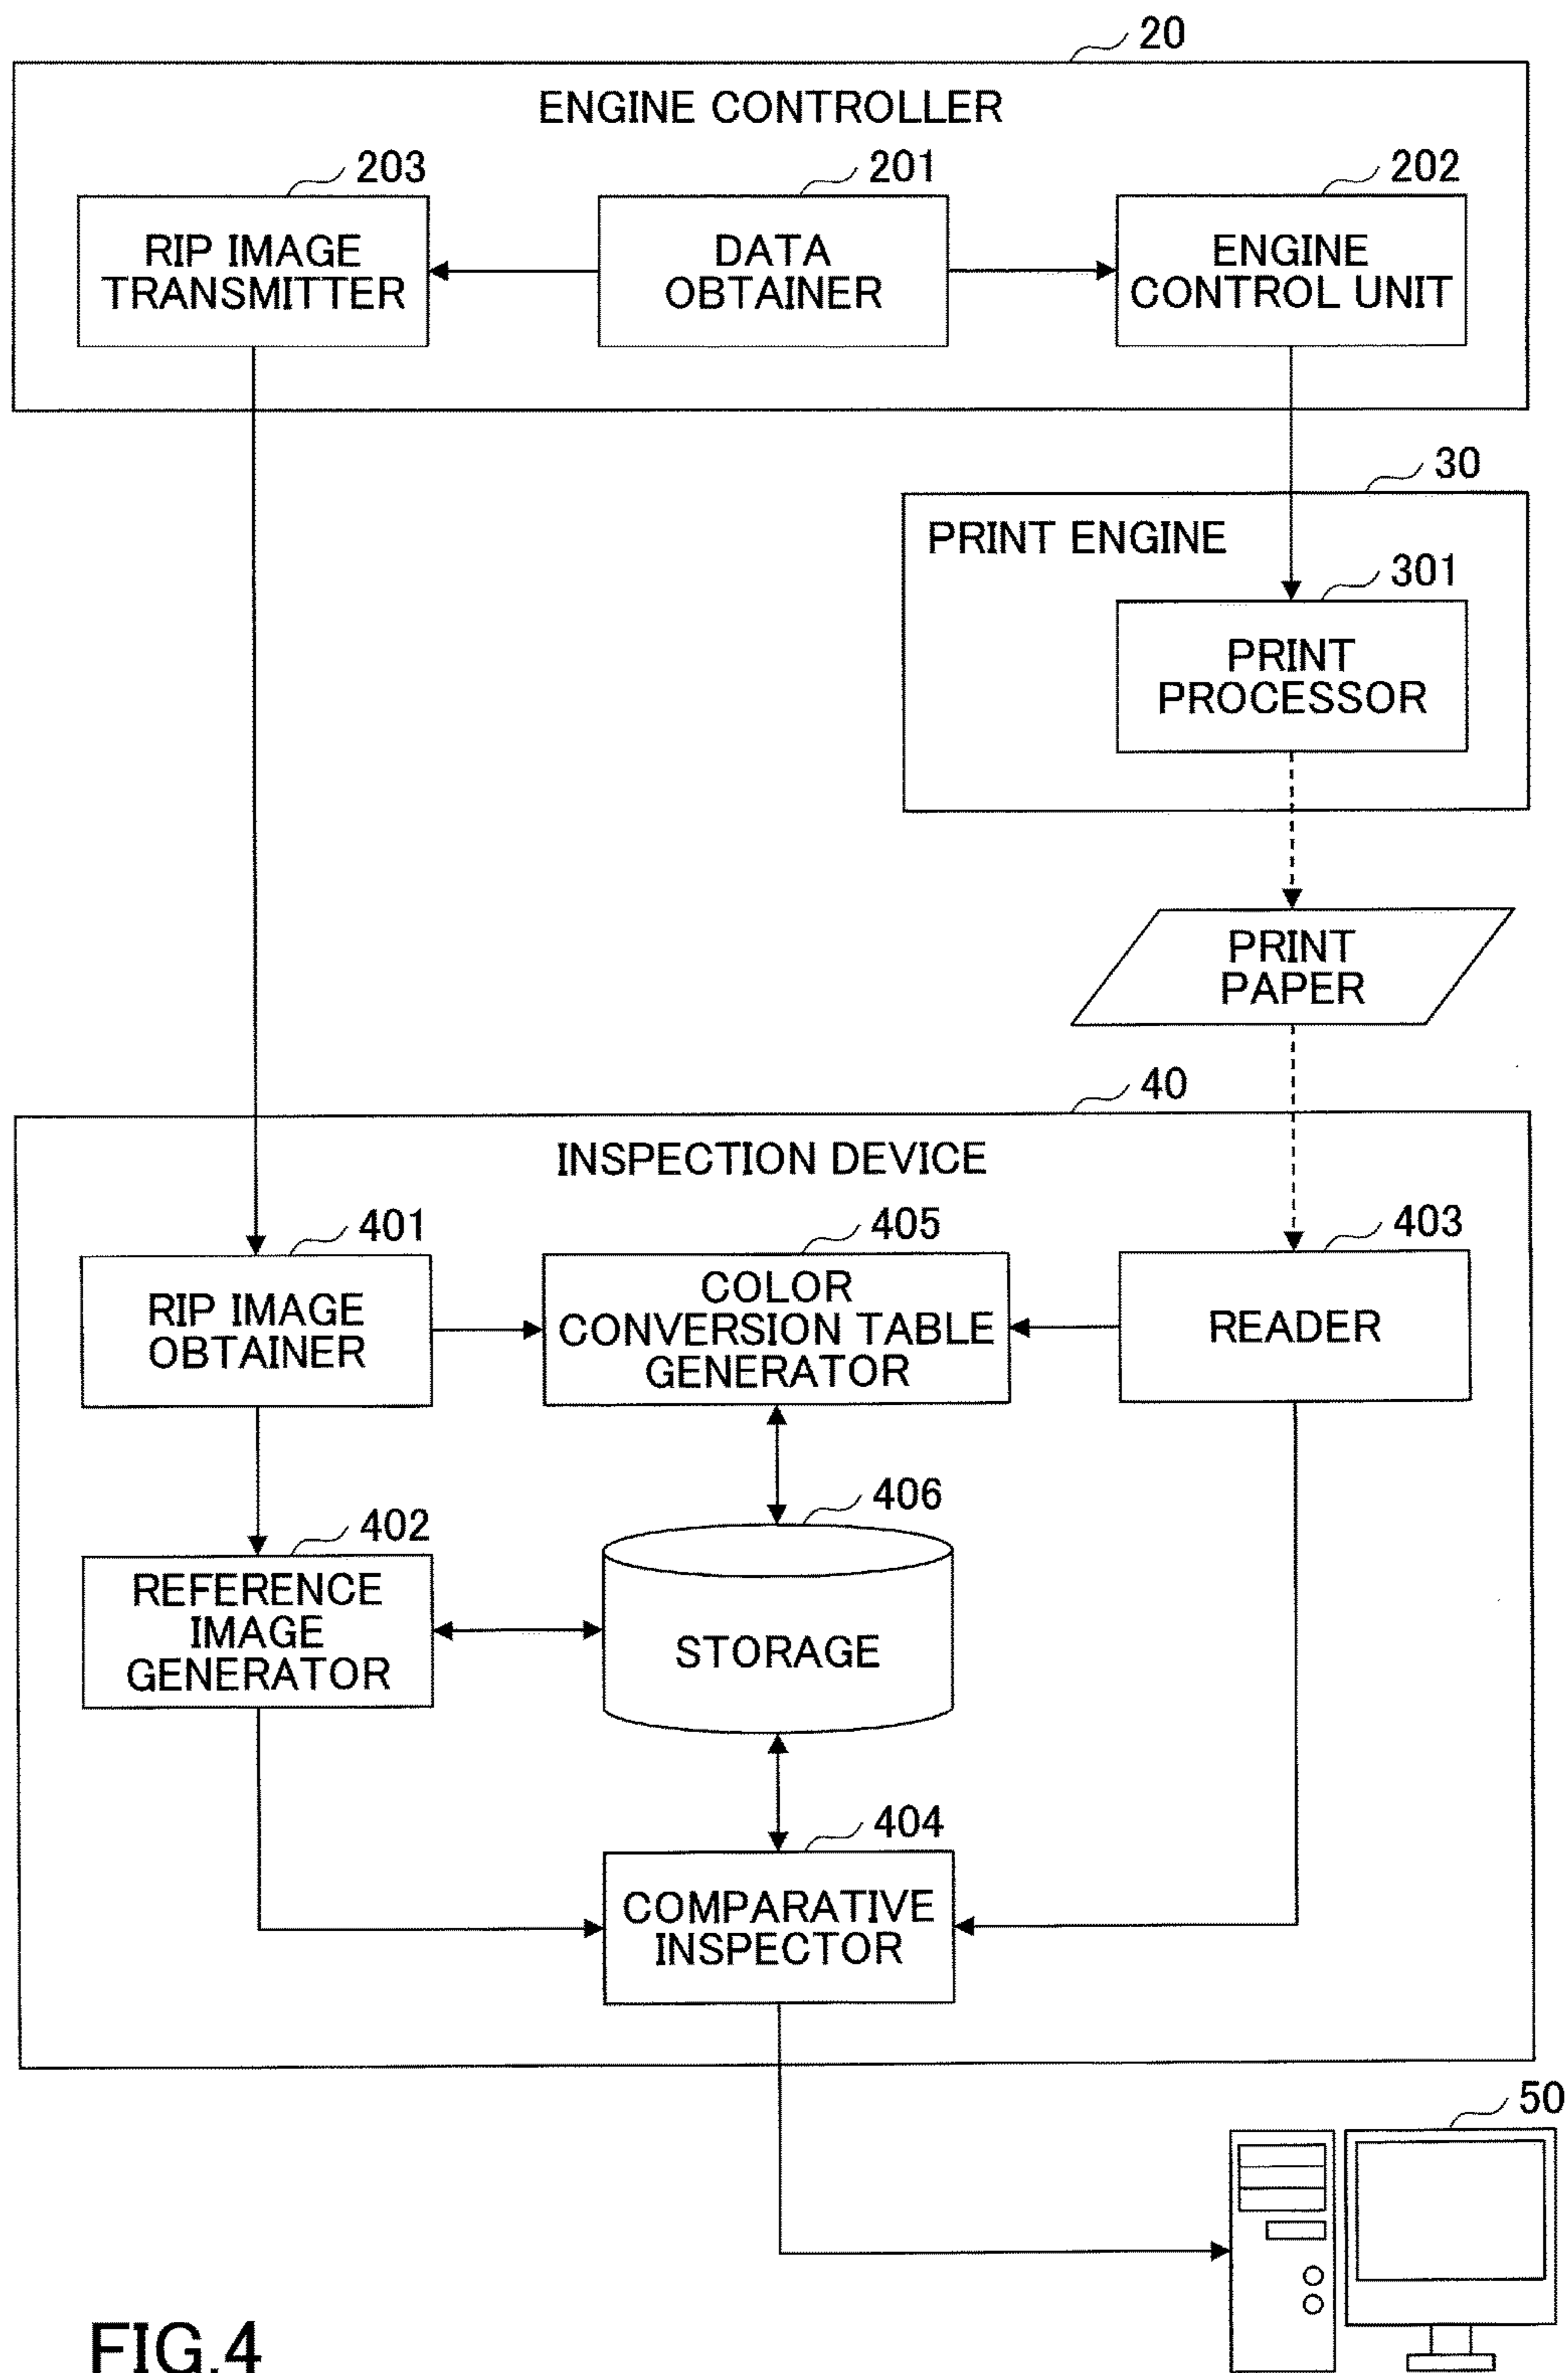 20
ENGINE CONTROLLER
203
201
202
RIP IMAGE
TRANSMITTER
DATA
OBTAINER
ENGINE
CONTROL UNIT
30
PRINT ENGINE
301
PRINT
PROCESSOR
PRINT
PAPER
40
INSPECTION DEVICE
401
405
403
RIP IMAGE
OBTAINER
COLOR
CONVERSION TABLE
GENERATOR
READER
402
406
REFERENCE
IMAGE
GENERATOR
STORAGE
404
COMPARATIVE
INSPECTOR
50
FIG.4